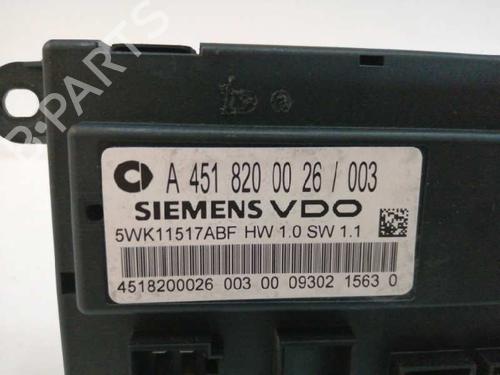 B-PARTS
A 451 820 00 26 / 003
SIEMENS VDO
5WK11517ABF HW 1.0 SW 1.1
4518200026 003 00 09302 1563 0